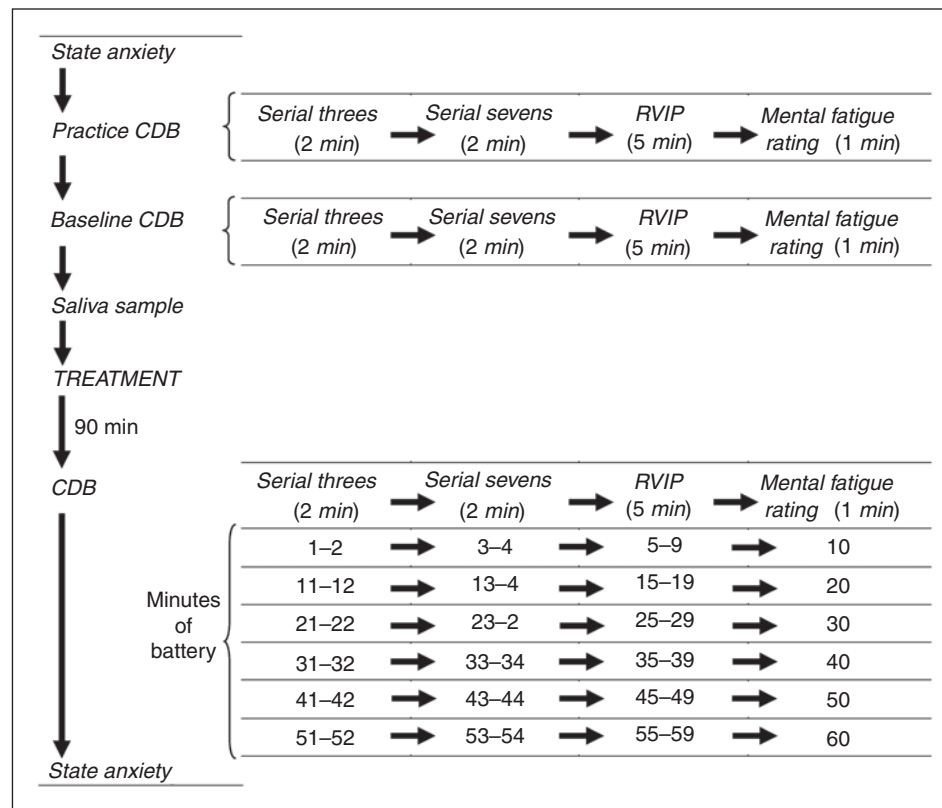 State anxiety
Practice CDB
Serial threes (2 min)
Serial sevens (2 min)
RVIP (5 min)
Mental fatigue rating (1 min)
Baseline CDB
Serial threes (2 min)
Serial sevens (2 min)
RVIP (5 min)
Mental fatigue rating (1 min)
Saliva sample
TREATMENT
90 min
CDB
Serial threes (2 min)
Serial sevens (2 min)
RVIP (5 min)
Mental fatigue rating (1 min)
Minutes of battery
1–2 3–4 5–9 10
11–12 13–4 15–19 20
21–22 23–2 25–29 30
31–32 33–34 35–39 40
41–42 43–44 45–49 50
51–52 53–54 55–59 60
State anxiety